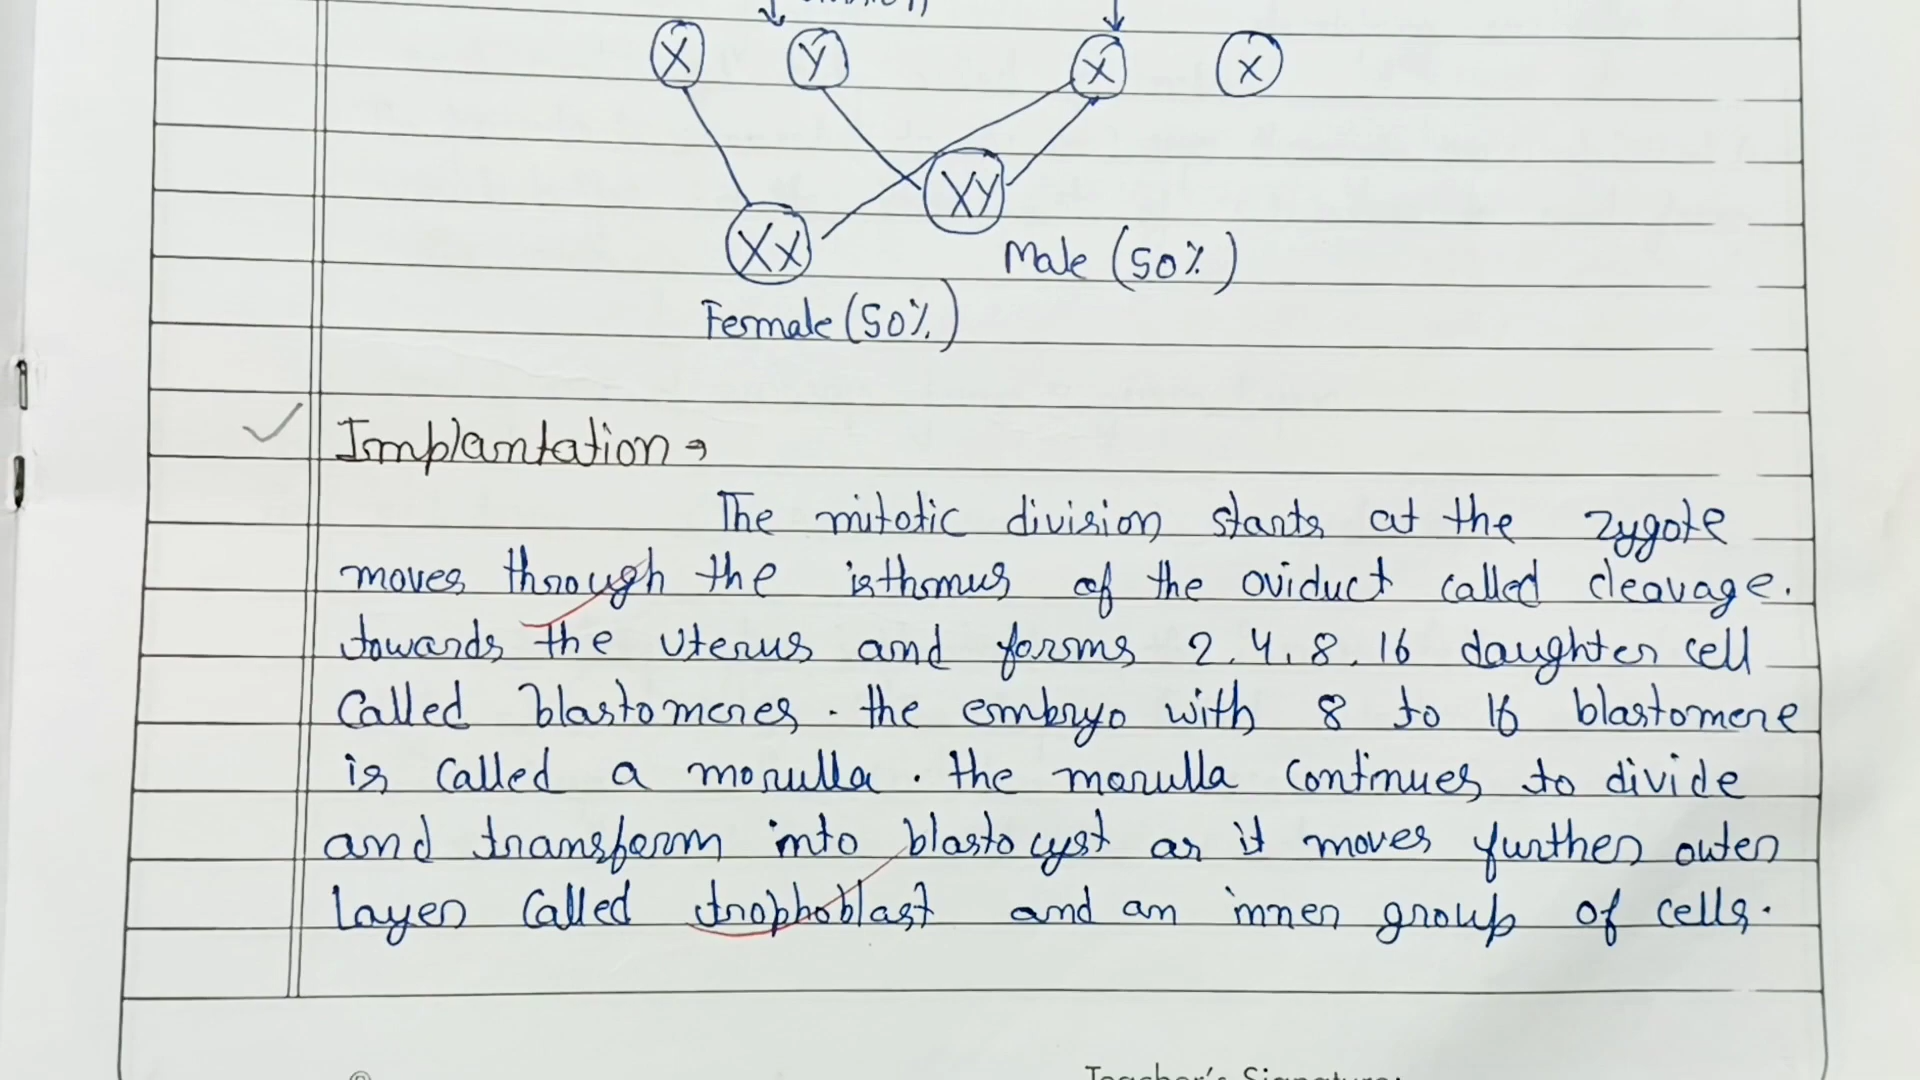 X Y X X
XY
XX
Male (50%)
Female (50%)
Implantation →
The mitotic division starts at the zygote
moves through the isthmus of the oviduct called cleavage.
towards the uterus and forms 2, 4, 8, 16 daughter cell
Called blastomeres. the embryo with 8 to 16 blastomere
is called a morulla. the morulla continues to divide
and transform into blastocyst as it moves further outer
Layer called trophoblast and an inner group of cells.
Teacher's Signature: